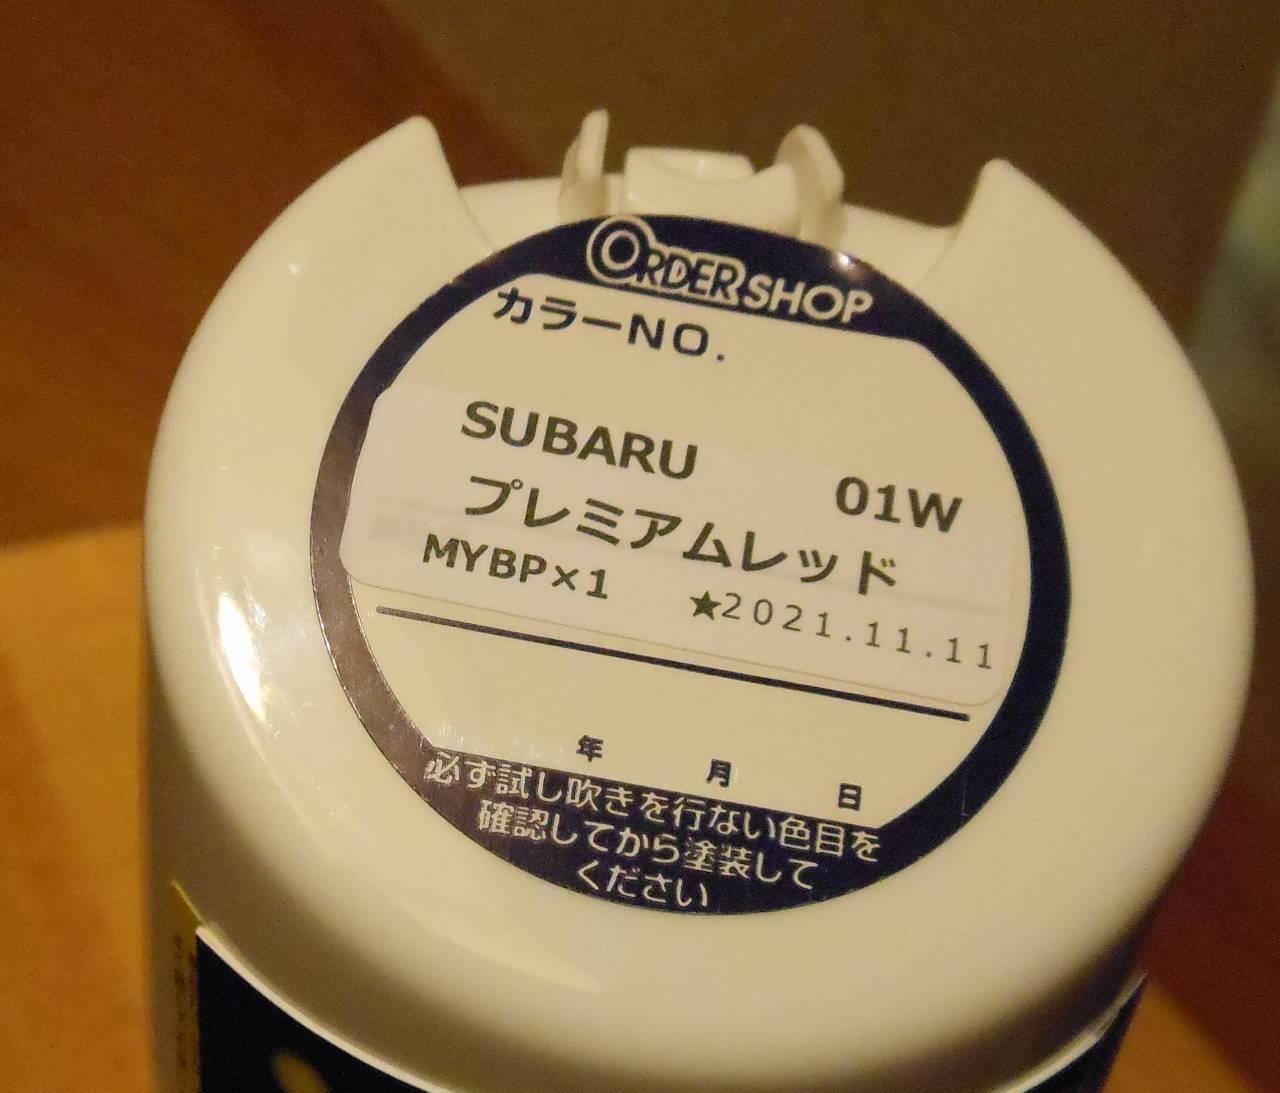 ORDER SHOP
カラーNO.
SUBARU 01W
プレミアムレッド
MYBP×1 ★2021.11.11
年 月 日
必ず試し吹きを行ない色目を
確認してから塗装して
ください